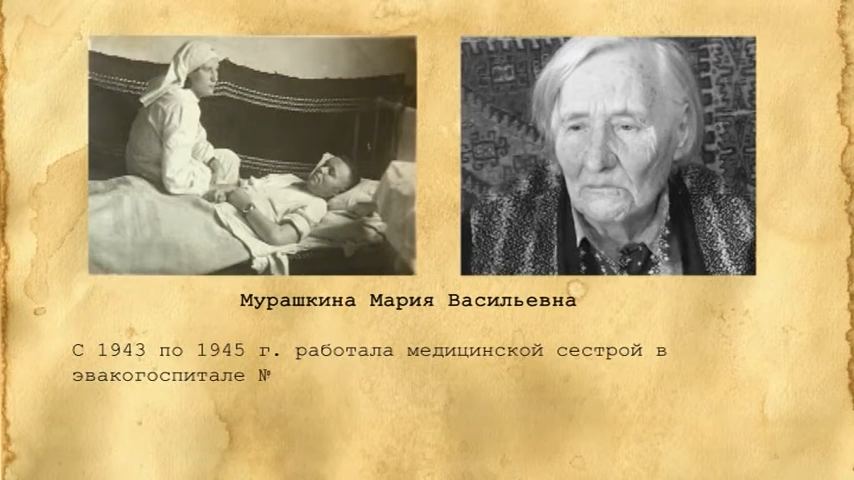 Мурашкина Мария Васильевна
С 1943 по 1945 г. работала медицинской сестрой в
эвакогоспитале №